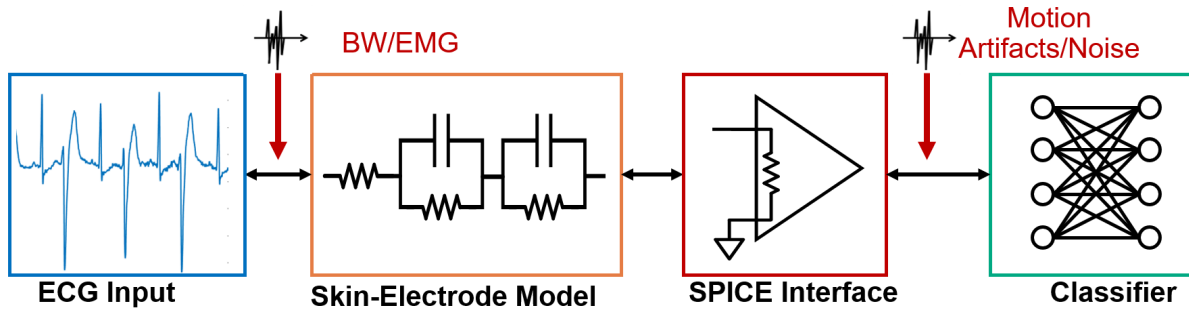 BW/EMG
Motion
Artifacts/Noise
ECG Input
Skin-Electrode Model
SPICE Interface
Classifier